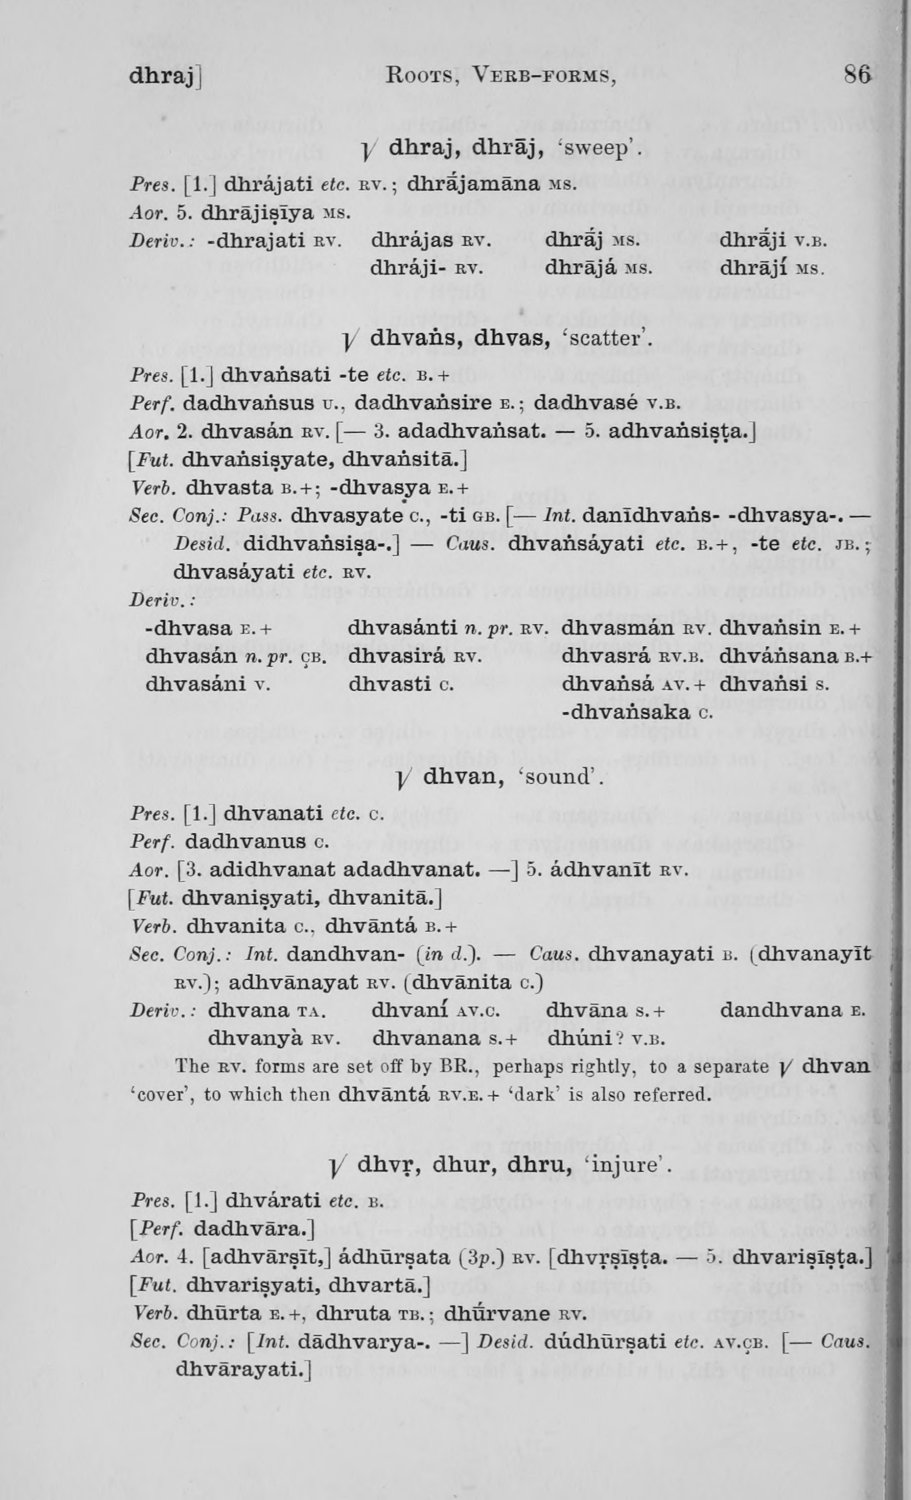 dhraj] ROOTS, VERB-FORMS, 86
√ dhraj, dhrāj, ‘sweep’.
Pres. [1.] dhrájati etc. RV.; dhrā́jamāna MS.
Aor. 5. dhrājiṣīya MS.
Deriv.: -dhrajati RV. dhrájas RV. dhrā́j MS. dhrā́ji V.B.
dhráji- RV. dhrājá MS. dhrājí MS.
√ dhvaṅs, dhvas, ‘scatter’.
Pres. [1.] dhvaṅsati -te etc. B.+
Perf. dadhvaṅsus U., dadhvaṅsire E.; dadhvasé V.B.
Aor. 2. dhvasán RV. [— 3. adadhvaṅsat. — 5. adhvaṅsiṣṭa.]
[Fut. dhvaṅsiṣyate, dhvaṅsitā.]
Verb. dhvasta B.+; -dhvasya E.+
Sec. Conj.: Pass. dhvasyate C., -ti GB. [— Int. danīdhvaṅs- -dhvasya-. —
Desid. didhvaṅsiṣa-.] — Caus. dhvaṅsáyati etc. B.+, -te etc. JB.;
dhvasáyati etc. RV.
Deriv.:
-dhvasa E.+ dhvasánti n. pr. RV. dhvasmán RV. dhvaṅsin E.+
dhvasán n. pr. ÇB. dhvasirá RV. dhvasrá RV.B. dhváṅsana B.+
dhvasáni V. dhvasti C. dhvaṅsá AV.+ dhvaṅsi S.
-dhvaṅsaka C.
√ dhvan, ‘sound’.
Pres. [1.] dhvanati etc. C.
Perf. dadhvanus C.
Aor. [3. adidhvanat adadhvanat. —] 5. ádhvanīt RV.
[Fut. dhvaniṣyati, dhvanitā.]
Verb. dhvanita C., dhvāntá B.+
Sec. Conj.: Int. dandhvan- (in d.). — Caus. dhvanayati B. (dhvanayīt
RV.); adhvānayat RV. (dhvānita C.)
Deriv.: dhvana TA. dhvaní AV.C. dhvāna S.+ dandhvana E.
dhvanyà RV. dhvanana S.+ dhúni? V.B.
The RV. forms are set off by BR., perhaps rightly, to a separate √ dhvan
‘cover’, to which then dhvāntá RV.E.+ ‘dark’ is also referred.
√ dhvṛ, dhur, dhru, ‘injure’.
Pres. [1.] dhvárati etc. B.
[Perf. dadhvāra.]
Aor. 4. [adhvārṣīt,] ádhūrṣata (3p.) RV. [dhvṛṣīṣṭa. — 5. dhvariṣīṣṭa.]
[Fut. dhvariṣyati, dhvartā.]
Verb. dhūrta E.+, dhruta TB.; dhū́rvane RV.
Sec. Conj.: [Int. dādhvarya-. —] Desid. dúdhūrṣati etc. AV.ÇB. [— Caus.
dhvārayati.]